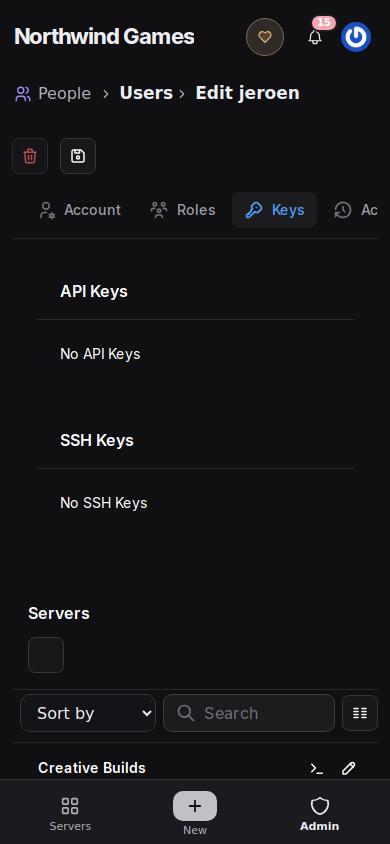 Northwind Games
15
People > Users > Edit jeroen
Account Roles Keys Ac
API Keys
No API Keys
SSH Keys
No SSH Keys
Servers
Sort by Search
Creative Builds
Servers New Admin